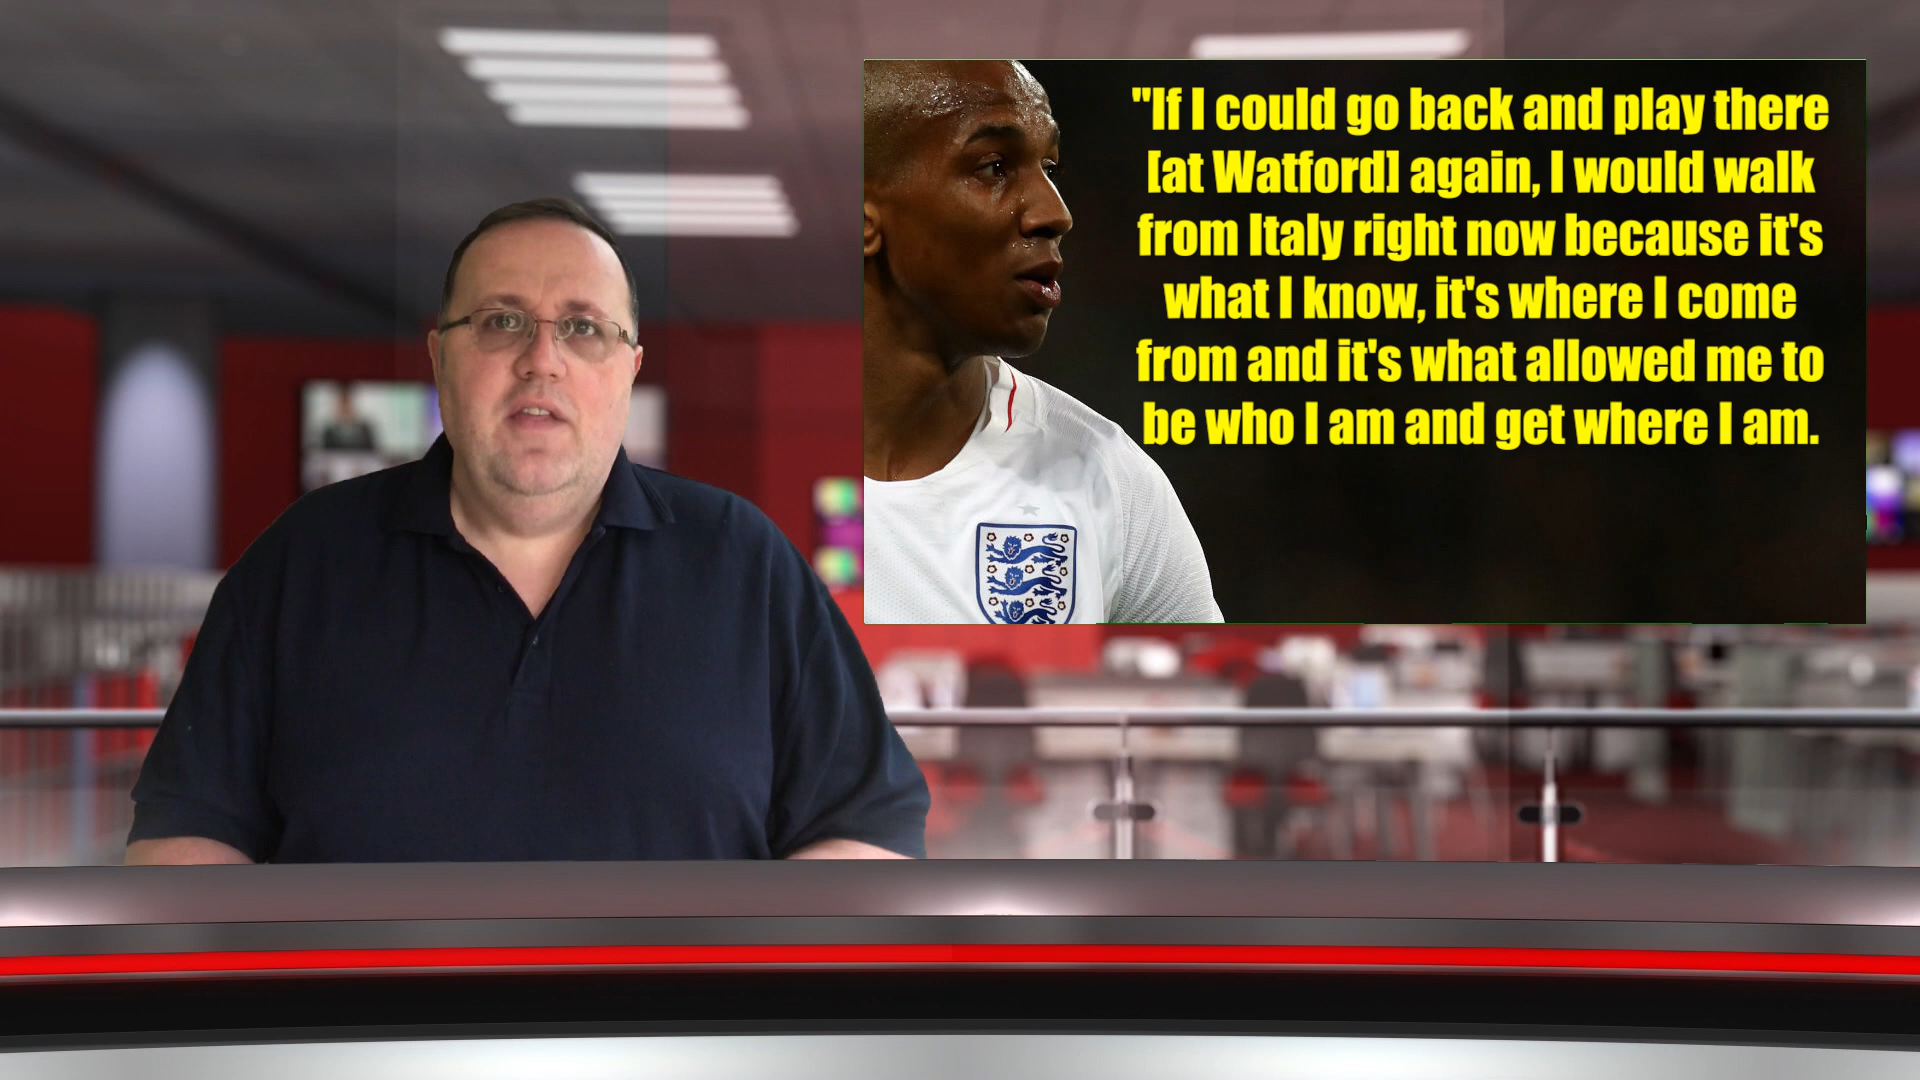 "If I could go back and play there
[at Watford] again, I would walk
from Italy right now because it's
what I know, it's where I come
from and it's what allowed me to
be who I am and get where I am.